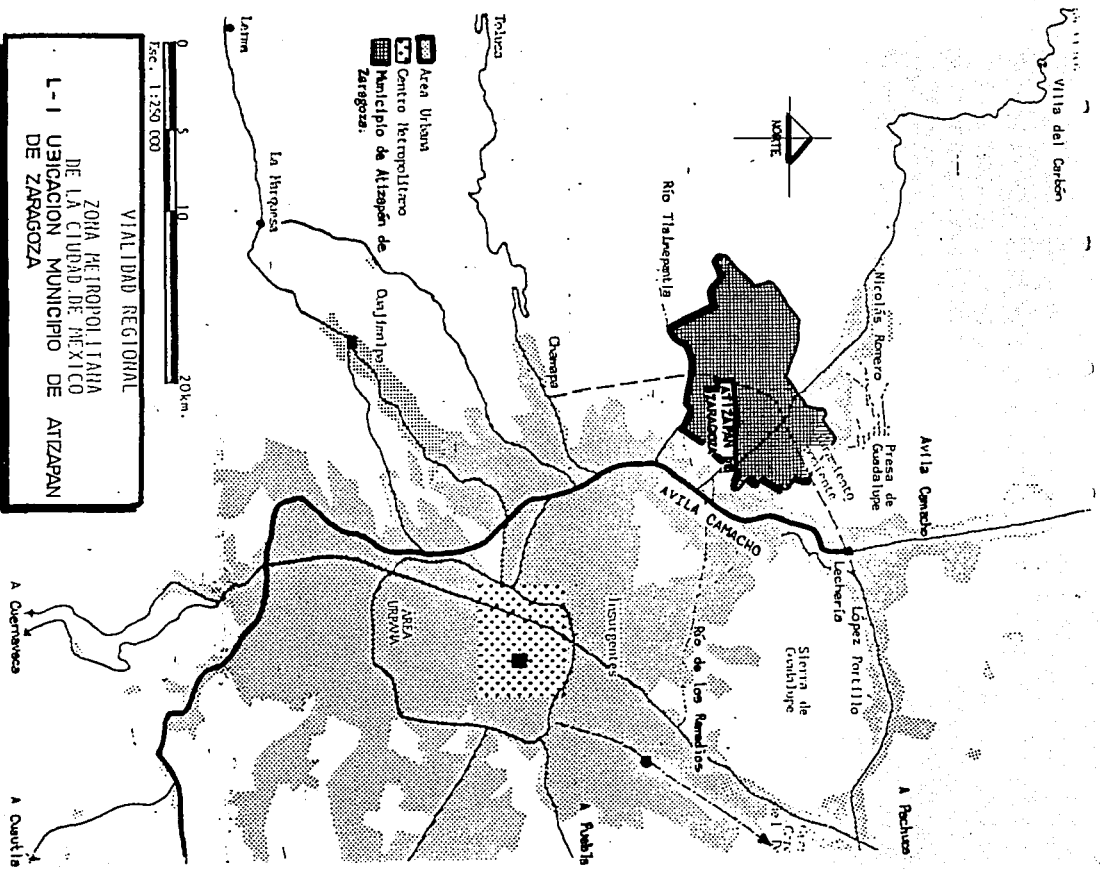 Villa del Carbón
Toluca
Lerma
Area Urbana
Centro Metropolitano
Municipio de Atizapán de
Zaragoza.
NORTE
Río Tlalnepantla
Nicolás Romero
Presa de
Guadalupe
Avila Camacho
ATIZAPAN
ZARAGOZA
Chamapa
La Marquesa
Cuajimalpa
AVILA CAMACHO
Lechería
López Portillo
Sierra de
Guadalupe
Río de los Remedios
Insurgentes
AREA
URBANA
A Pachuca
A Puebla
A Cuernavaca
A Cuautla
0 5 10 20 km.
Esc. 1:250 000
VIALIDAD REGIONAL
ZONA METROPOLITANA
DE LA CIUDAD DE MEXICO
L-I UBICACION MUNICIPIO DE ATIZAPAN
DE ZARAGOZA